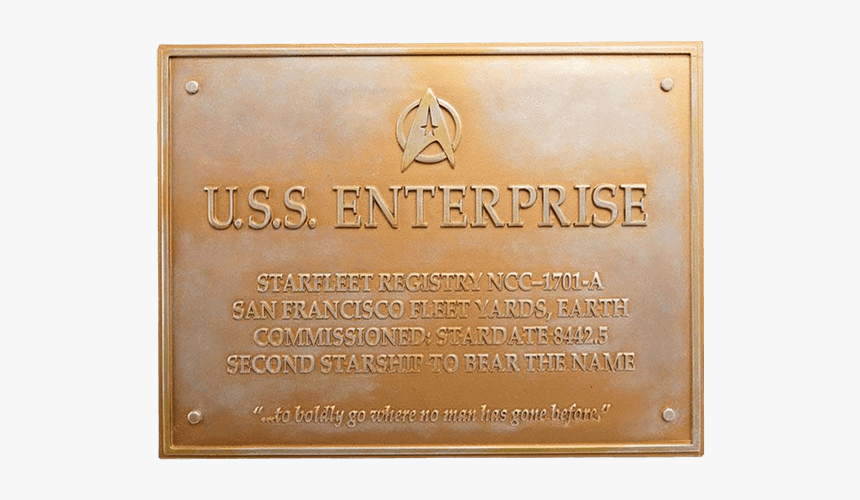 U.S.S. ENTERPRISE
STARFLEET REGISTRY NCC–1701-A
SAN FRANCISCO FLEET YARDS, EARTH
COMMISSIONED: STARDATE 8442.5
SECOND STARSHIP TO BEAR THE NAME
“...to boldly go where no man has gone before.”